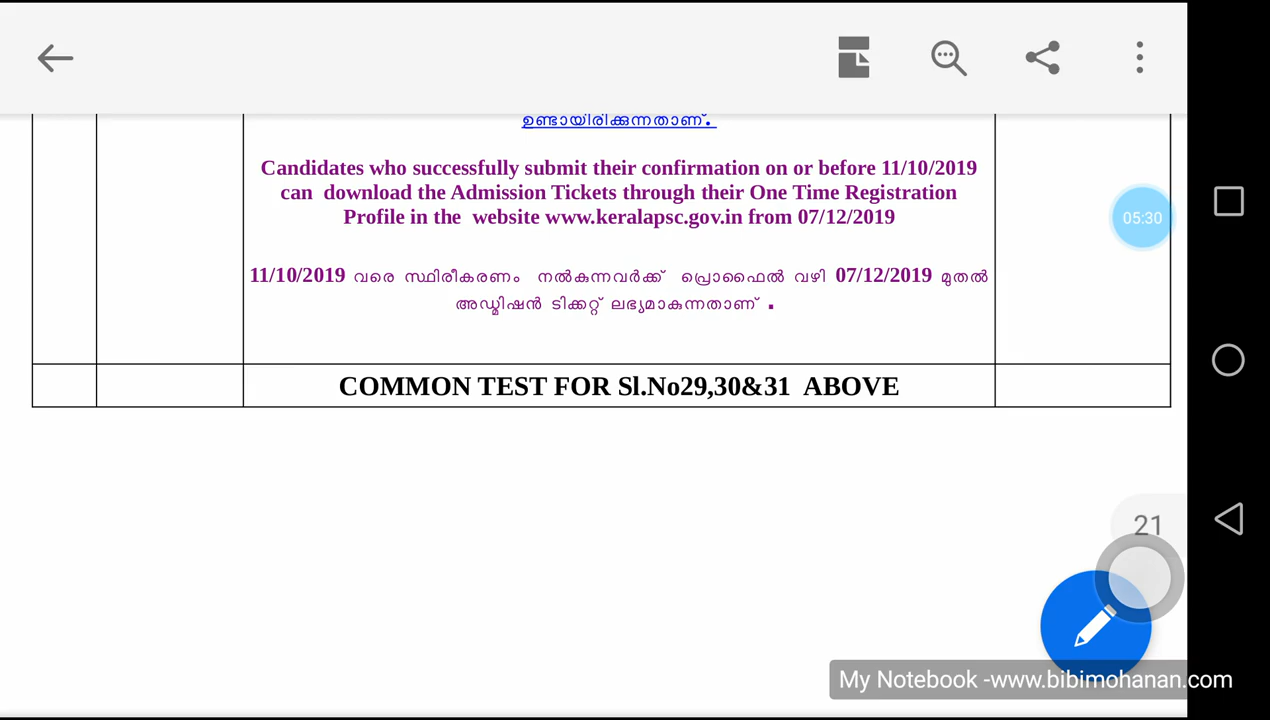 ഉണ്ടായിരിക്കുന്നതാണ്.
Candidates who successfully submit their confirmation on or before 11/10/2019
can download the Admission Tickets through their One Time Registration
Profile in the website www.keralapsc.gov.in from 07/12/2019
05:30
11/10/2019 വരെ സ്ഥിരീകരണം നൽകുന്നവർക്ക് പ്രൊഫൈൽ വഴി 07/12/2019 മുതൽ
അഡ്മിഷൻ ടിക്കറ്റ് ലഭ്യമാകുന്നതാണ് .
COMMON TEST FOR Sl.No29,30&31 ABOVE
21
My Notebook -www.bibimohanan.com